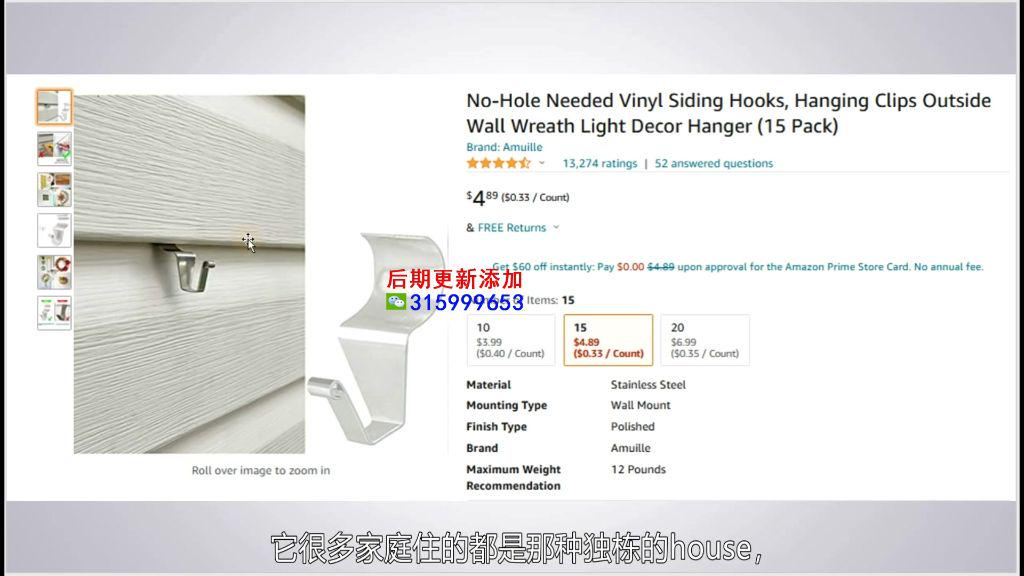 No-Hole Needed Vinyl Siding Hooks, Hanging Clips Outside
Wall Wreath Light Decor Hanger (15 Pack)
Brand: Amuille
13,274 ratings | 52 answered questions
$4.89 ($0.33 / Count)
& FREE Returns
Get $60 off instantly: Pay $0.00 $4.89 upon approval for the Amazon Prime Store Card. No annual fee.
后期更新添加
315999653
Items: 15
10 15 20
$3.99 $4.89 $6.99
($0.40 / Count) ($0.33 / Count) ($0.35 / Count)
Material Stainless Steel
Mounting Type Wall Mount
Finish Type Polished
Brand Amuille
Maximum Weight 12 Pounds
Recommendation
Roll over image to zoom in
它很多家庭住的都是那种独栋的house,